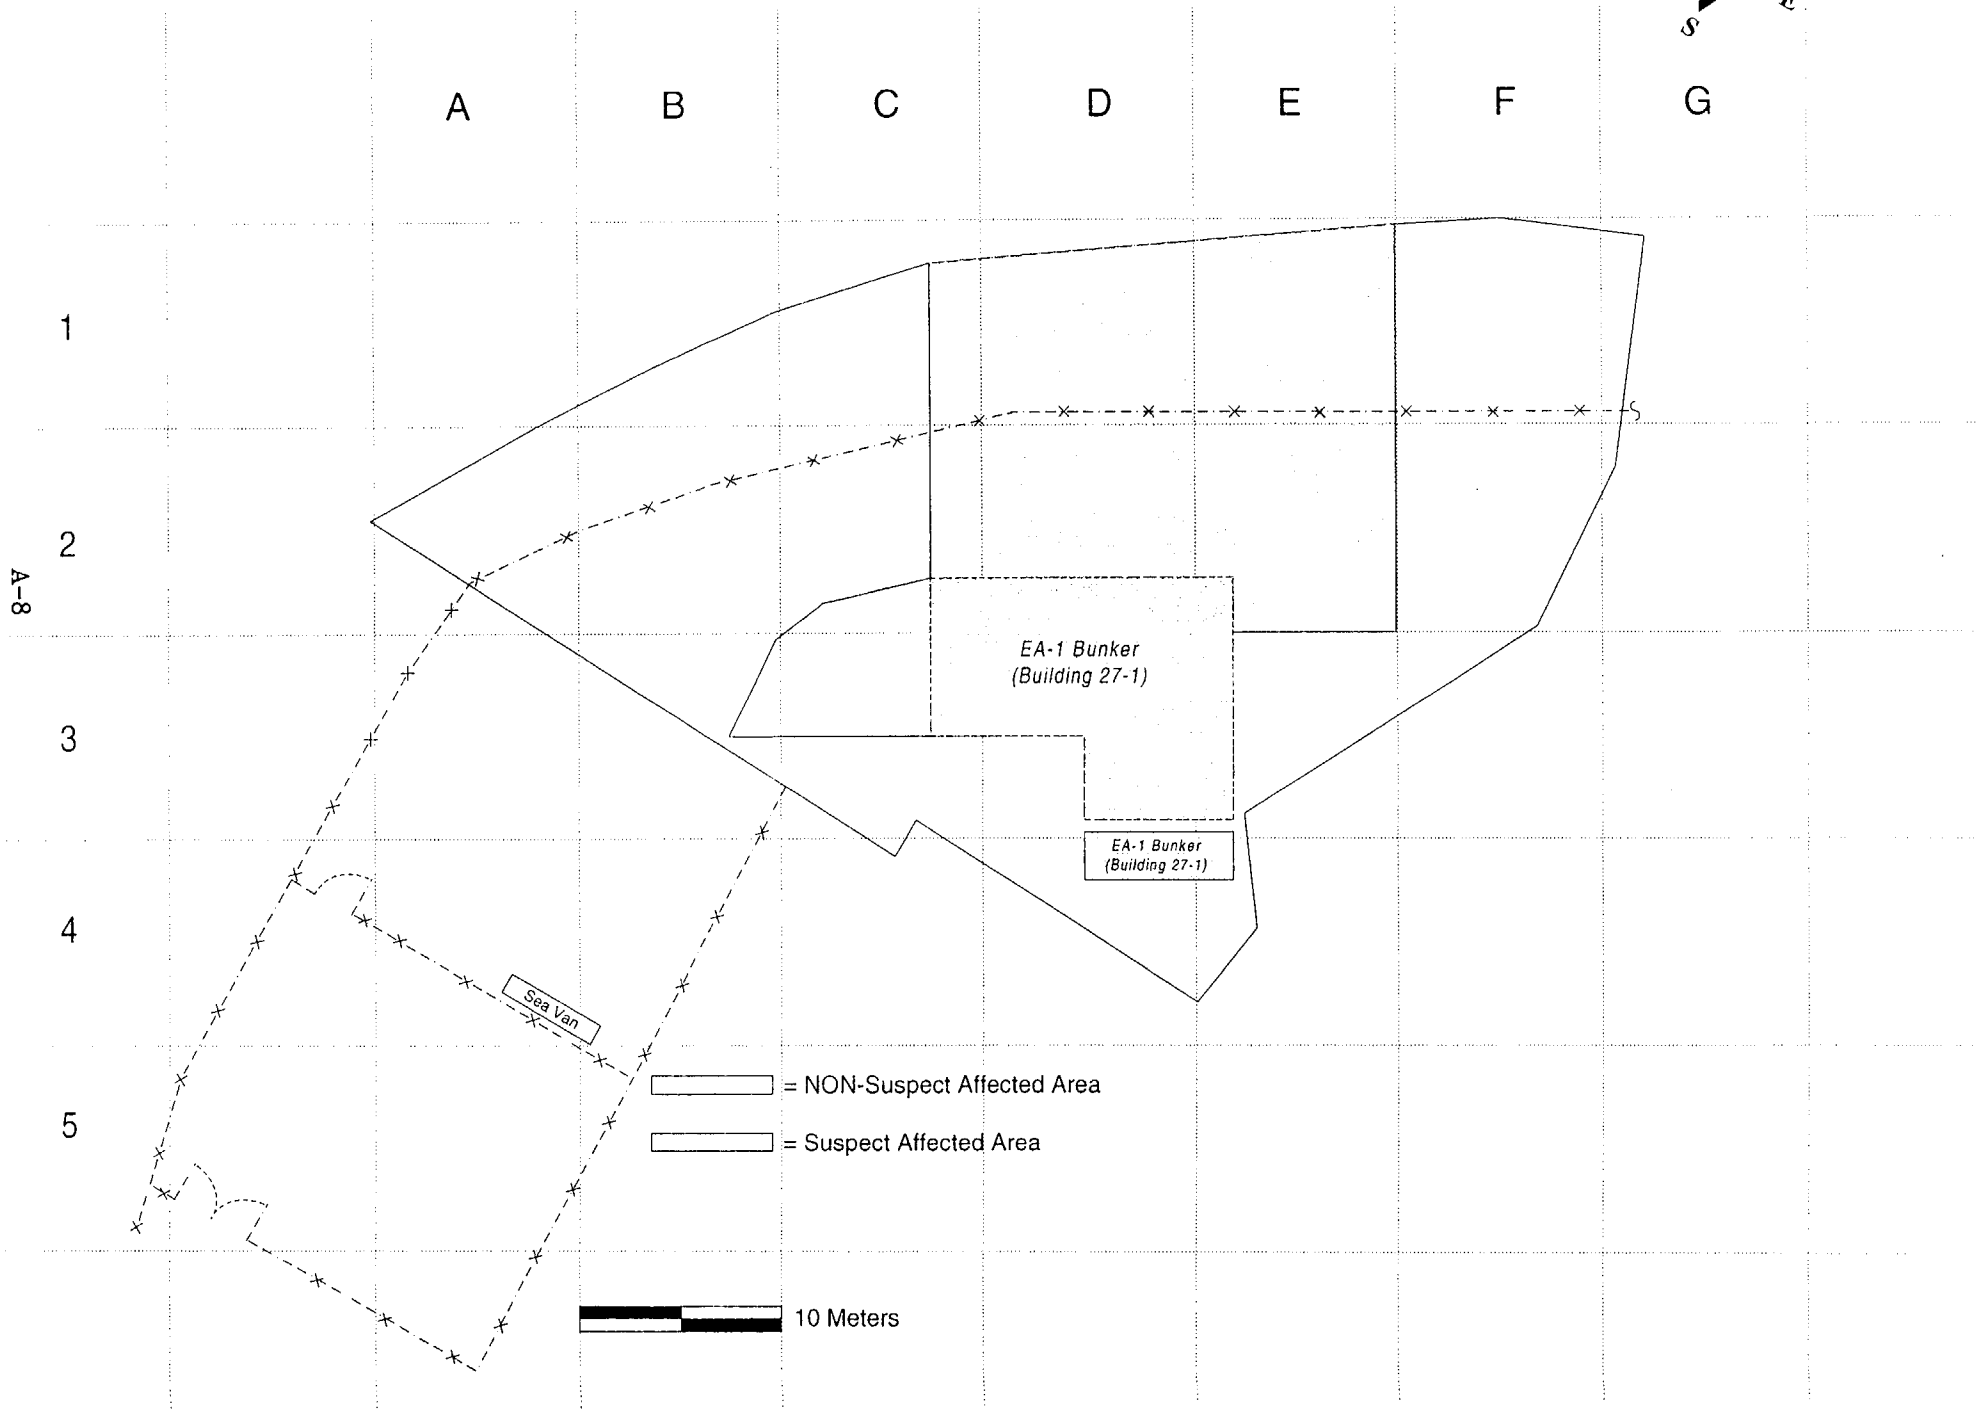 S E
A B C D E F G
1
2
A-8
EA-1 Bunker
(Building 27-1)
3
EA-1 Bunker
(Building 27-1)
4
Sea Van
= NON-Suspect Affected Area
5
= Suspect Affected Area
10 Meters